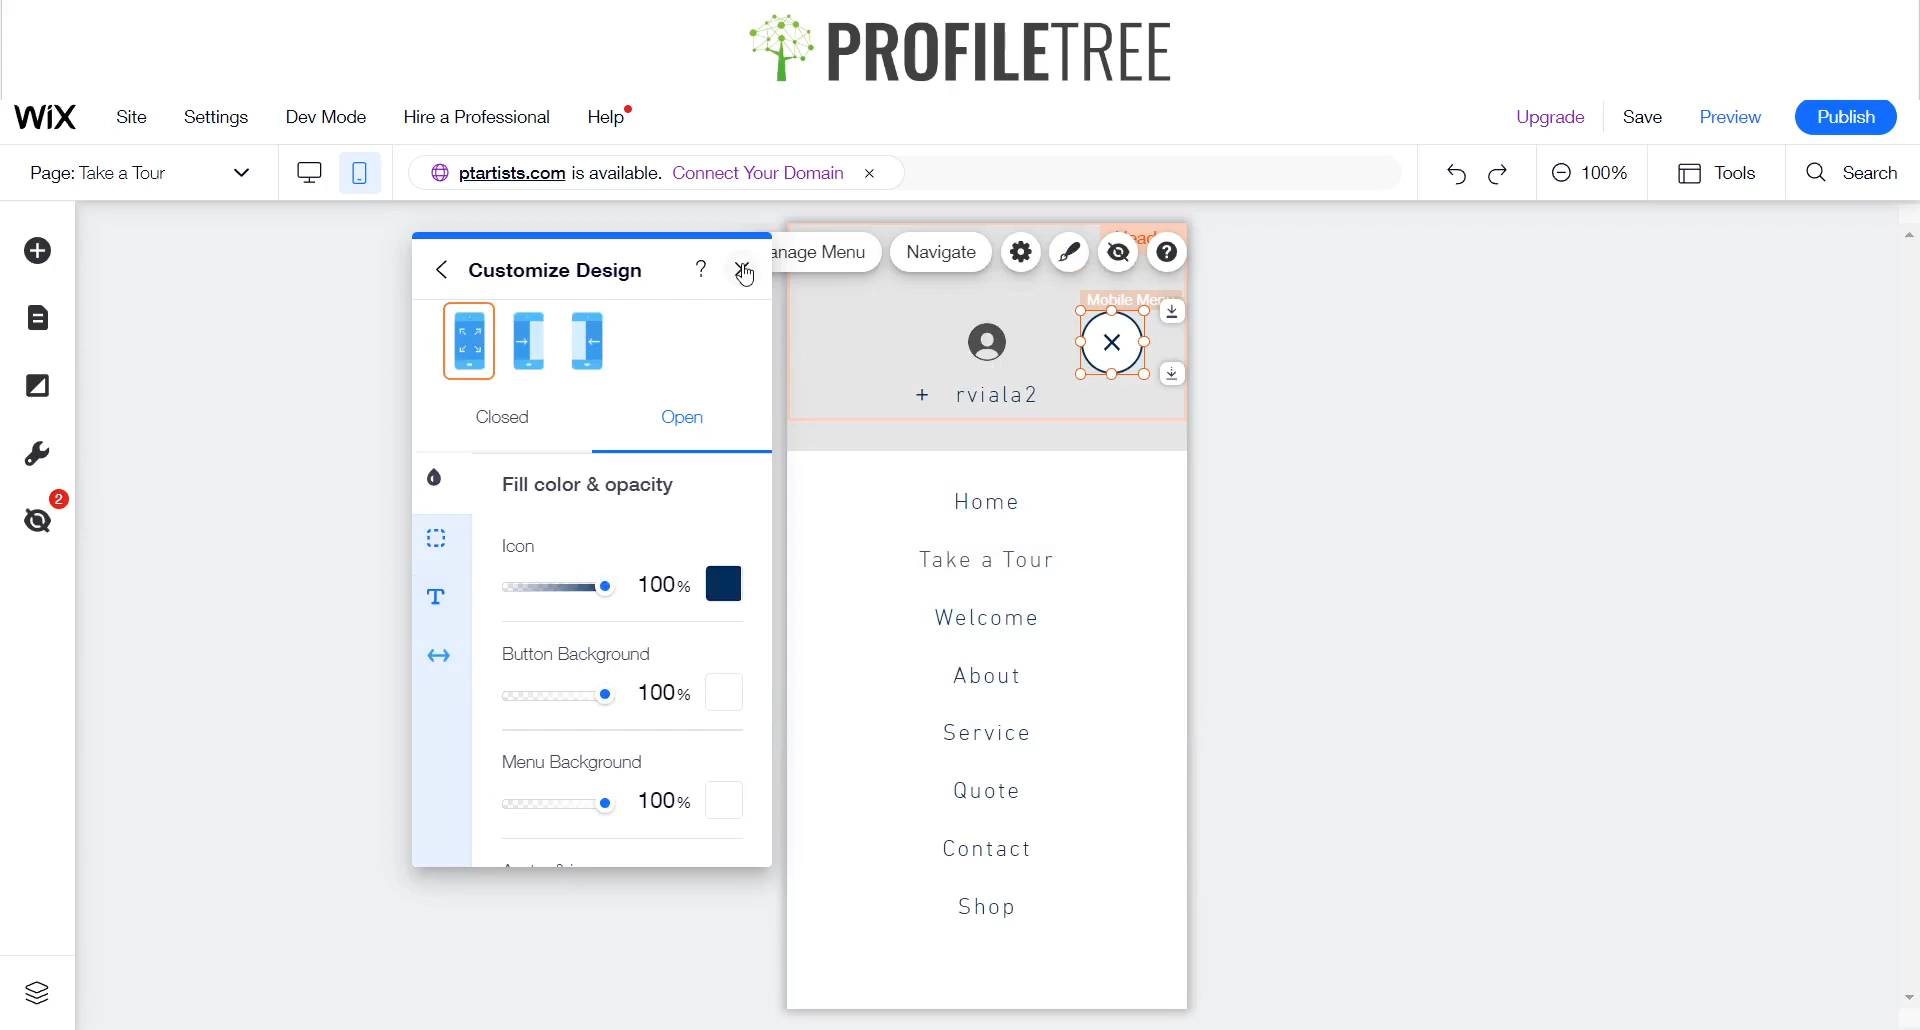 PROFILETREE
WiX Site Settings Dev Mode Hire a Professional Help Upgrade Save Preview Publish
Page: Take a Tour ptartists.com is available. Connect Your Domain × 100% Tools Search
Customize Design ?
anage Menu Navigate ?
Mobile Menu
+ rviala2
Closed Open
Fill color & opacity
Icon
100%
Button Background
100%
Menu Background
100%
2
T
Home
Take a Tour
Welcome
About
Service
Quote
Contact
Shop